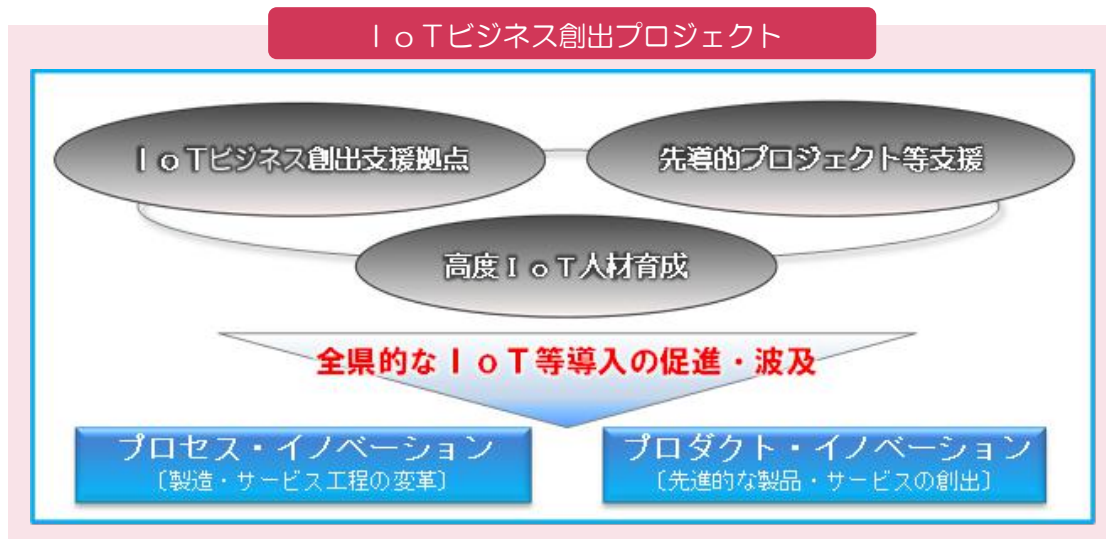 ＩｏＴビジネス創出プロジェクト
ＩｏＴビジネス創出支援拠点
先導的プロジェクト等支援
高度ＩｏＴ人材育成
全県的なＩｏＴ等導入の促進・波及
プロセス・イノベーション
〔製造・サービス工程の変革〕
プロダクト・イノベーション
〔先進的な製品・サービスの創出〕